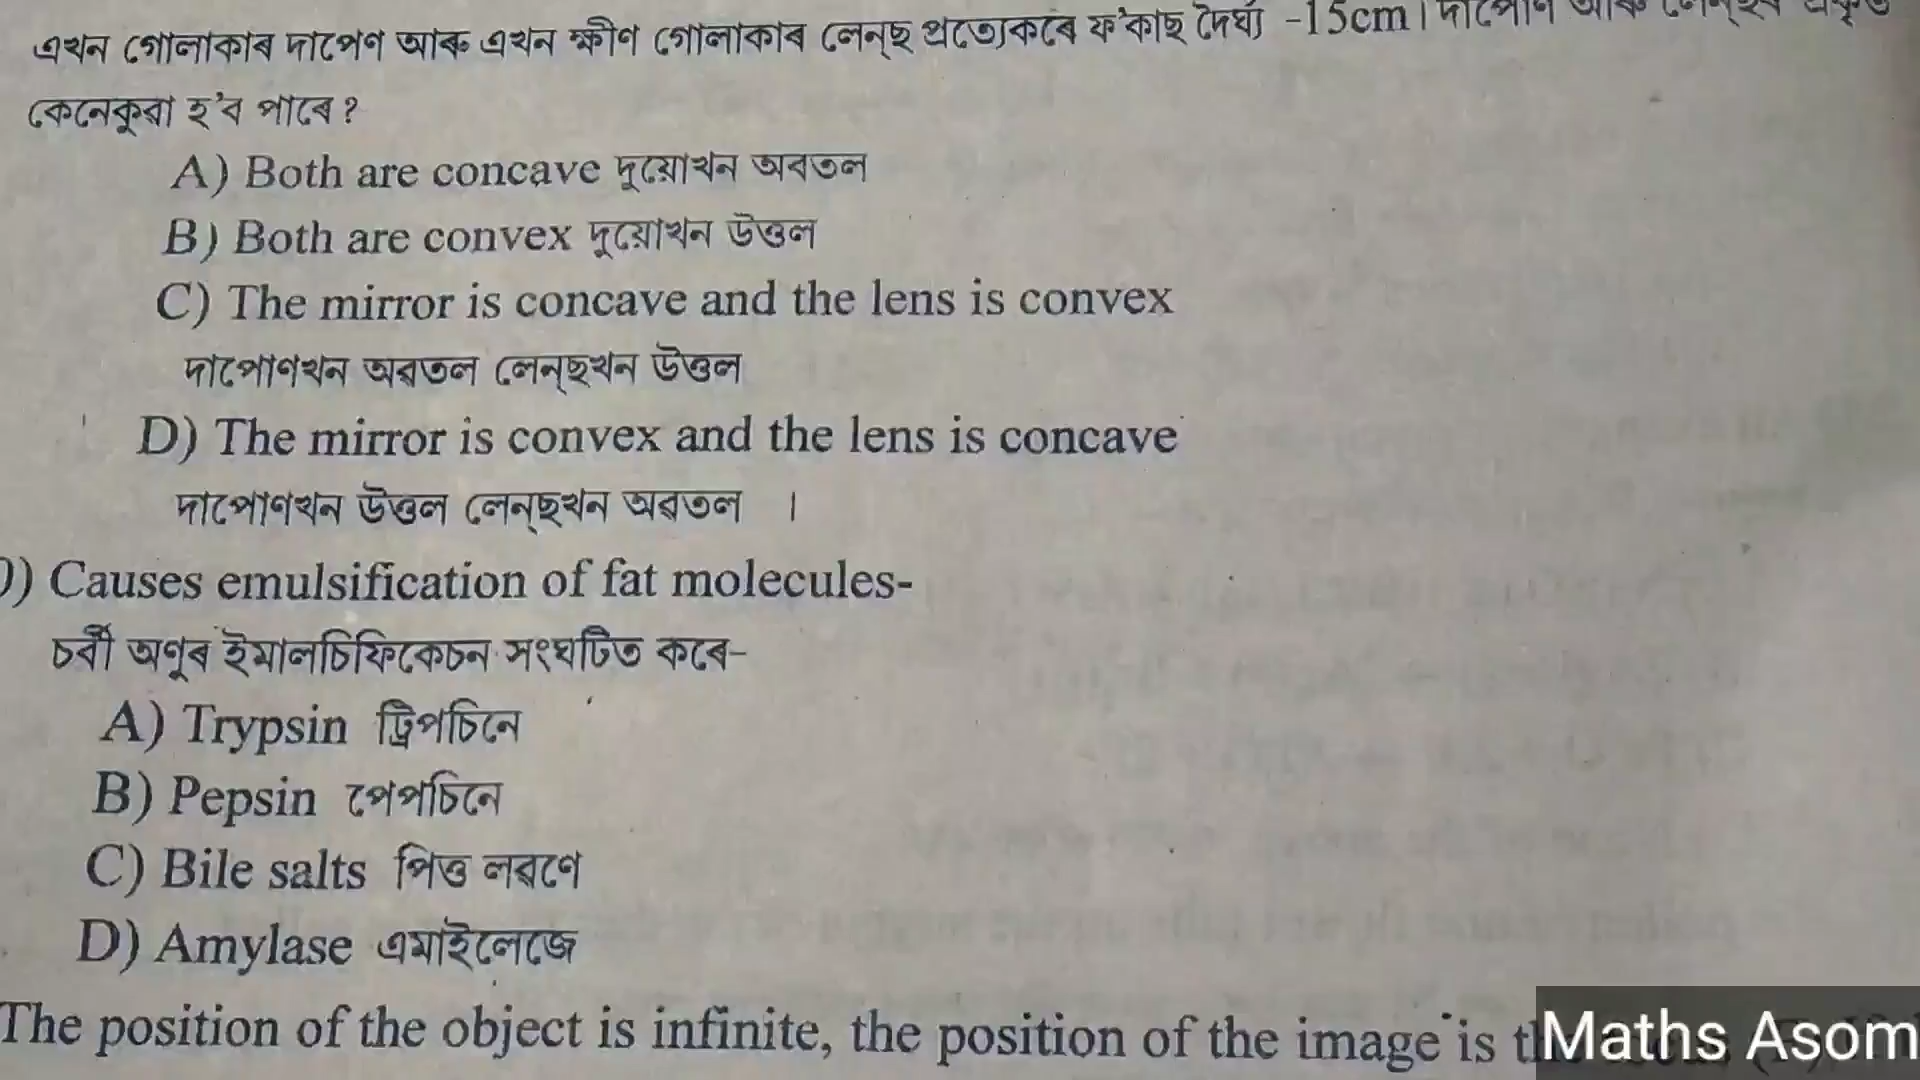 এখন গোলাকাৰ দাপোণ আৰু এখন ক্ষীণ গোলাকাৰ লেন্ছ প্ৰত্যেকৰে ফ'কাছ দৈৰ্ঘ্য -15cm। দাপোণ আৰু
কেনেকুৱা হ'ব পাৰে?
A) Both are concave দুয়োখন অবতল
B) Both are convex দুয়োখন উত্তল
C) The mirror is concave and the lens is convex
দাপোণখন অৱতল লেন্ছখন উত্তল
D) The mirror is convex and the lens is concave
দাপোণখন উত্তল লেন্ছখন অৱতল ।
) Causes emulsification of fat molecules-
চৰ্বী অণুৰ ইমালচিফিকেচন সংঘটিত কৰে-
A) Trypsin ট্ৰিপচিনে
B) Pepsin পেপচিনে
C) Bile salts পিত্ত লৱণে
D) Amylase এমাইলেজে
The position of the object is infinite, the position of the image is
Maths Asom